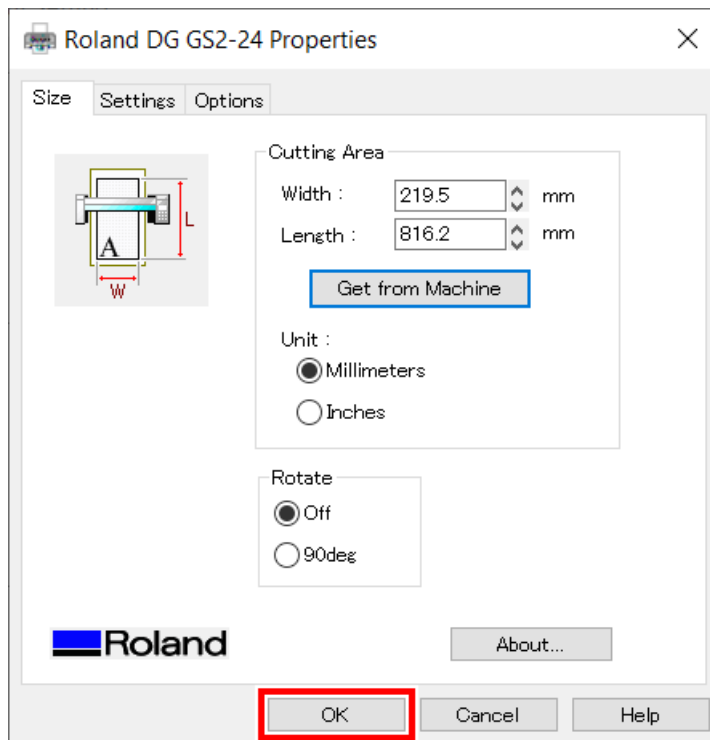 Roland DG GS2-24 Properties
Size Settings Options
Cutting Area
Width : 219.5 mm
Length : 816.2 mm
Get from Machine
Unit :
Millimeters
Inches
Rotate
Off
90deg
L
A
W
Roland
About...
OK Cancel Help